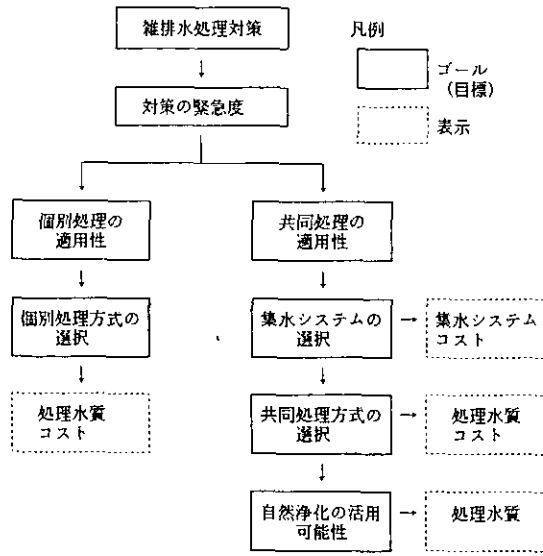 雑排水処理対策
対策の緊急度
凡例
ゴール
(目標)
表示
個別処理の
適用性
共同処理の
適用性
個別処理方式の
選択
集水システムの
選択
集水システム
コスト
処理水質
コスト
共同処理方式の
選択
処理水質
コスト
自然浄化の活用
可能性
処理水質